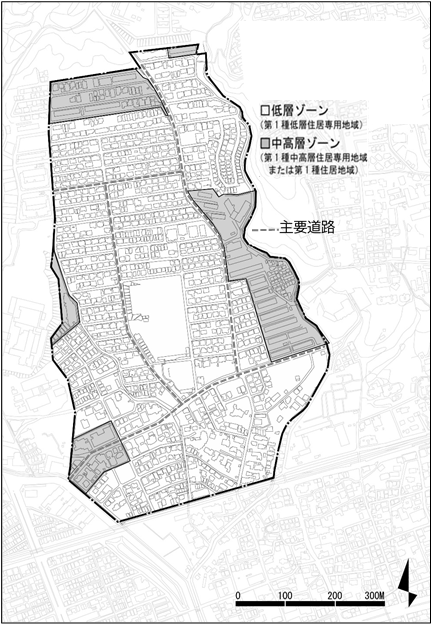 □低層ゾーン
(第１種低層住居専用地域)
■中高層ゾーン
(第１種中高層住居専用地域
または第１種住居地域)
主要道路
0 100 200 300M